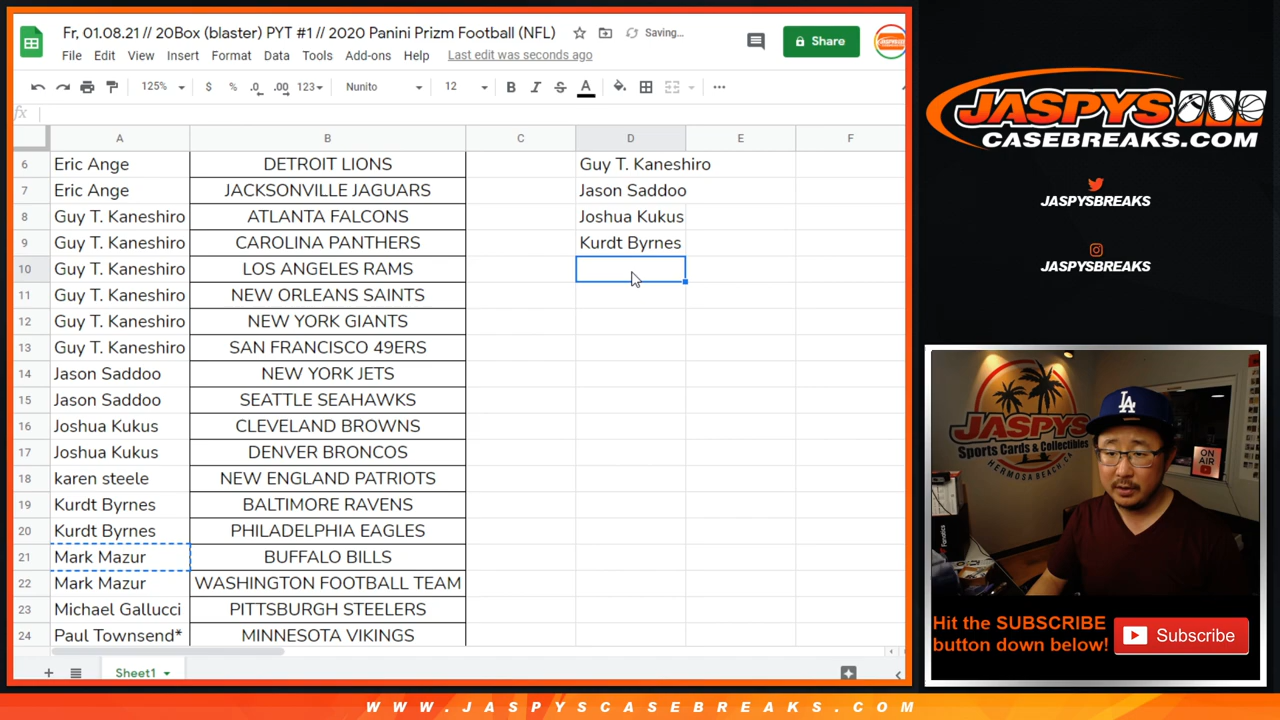 Fr, 01.08.21 // 20Box (blaster) PYT #1 // 2020 Panini Prizm Football (NFL) Saving...
File Edit View Insert Format Data Tools Add-ons Help Last edit was seconds ago
Share
125% $ % .0 .00 123 Nunito 12 B I S A
fx
A B C D E F
6 Eric Ange DETROIT LIONS Guy T. Kaneshiro
7 Eric Ange JACKSONVILLE JAGUARS Jason Saddoo
8 Guy T. Kaneshiro ATLANTA FALCONS Joshua Kukus
9 Guy T. Kaneshiro CAROLINA PANTHERS Kurdt Byrnes
10 Guy T. Kaneshiro LOS ANGELES RAMS
11 Guy T. Kaneshiro NEW ORLEANS SAINTS
12 Guy T. Kaneshiro NEW YORK GIANTS
13 Guy T. Kaneshiro SAN FRANCISCO 49ERS
14 Jason Saddoo NEW YORK JETS
15 Jason Saddoo SEATTLE SEAHAWKS
16 Joshua Kukus CLEVELAND BROWNS
17 Joshua Kukus DENVER BRONCOS
18 karen steele NEW ENGLAND PATRIOTS
19 Kurdt Byrnes BALTIMORE RAVENS
20 Kurdt Byrnes PHILADELPHIA EAGLES
21 Mark Mazur BUFFALO BILLS
22 Mark Mazur WASHINGTON FOOTBALL TEAM
23 Michael Gallucci PITTSBURGH STEELERS
24 Paul Townsend* MINNESOTA VIKINGS
Sheet1
JASPYS
CASEBREAKS.COM
JASPYSBREAKS
JASPYSBREAKS
JASPYS
Sports Cards & Collectibles
HERMOSA BEACH, CA
LA
ON
AIR
Hit the SUBSCRIBE
button down below!
Subscribe
WWW.JASPYSCASEBREAKS.COM